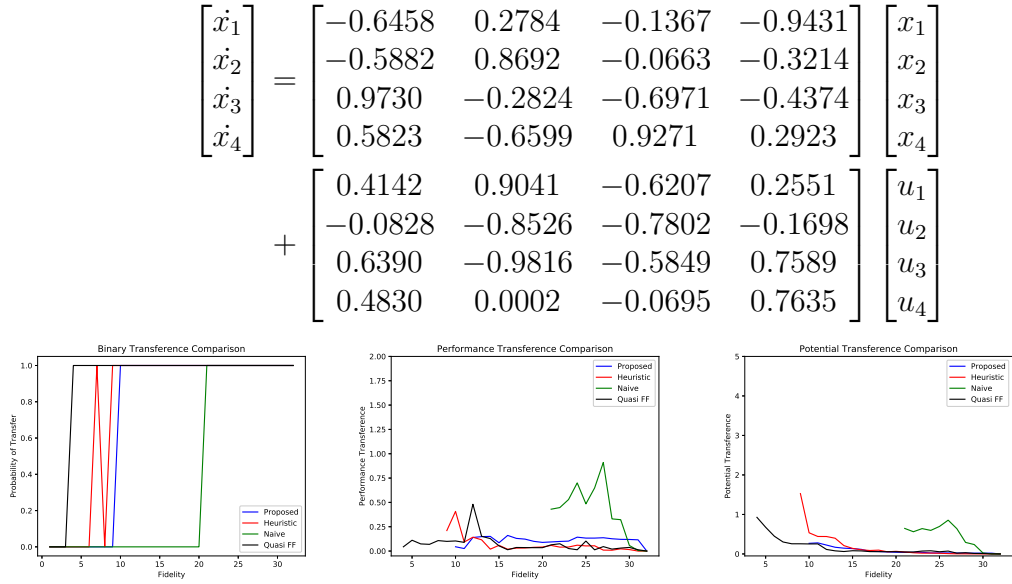 ẋ1 = −0.6458 0.2784 −0.1367 −0.9431 x1
ẋ2 −0.5882 0.8692 −0.0663 −0.3214 x2
ẋ3 0.9730 −0.2824 −0.6971 −0.4374 x3
ẋ4 0.5823 −0.6599 0.9271 0.2923 x4
+ 0.4142 0.9041 −0.6207 0.2551 u1
−0.0828 −0.8526 −0.7802 −0.1698 u2
0.6390 −0.9816 −0.5849 0.7589 u3
0.4830 0.0002 −0.0695 0.7635 u4
Binary Transference Comparison
Probability of Transfer
1.0
0.8
0.6
0.4
0.2
0.0
Proposed
Heuristic
Naive
Quasi FF
0 5 10 15 20 25 30
Fidelity
Performance Transference Comparison
Performance Transference
2.00
1.75
1.50
1.25
1.00
0.75
0.50
0.25
0.00
Proposed
Heuristic
Naive
Quasi FF
5 10 15 20 25 30
Fidelity
Potential Transference Comparison
Potential Transference
5
4
3
2
1
0
Proposed
Heuristic
Naive
Quasi FF
5 10 15 20 25 30
Fidelity